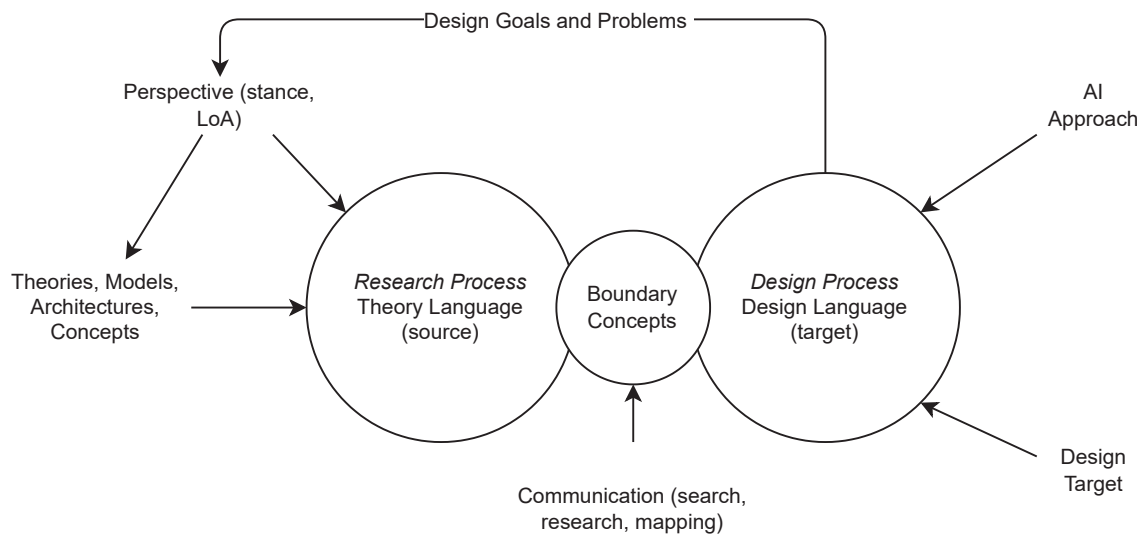 Design Goals and Problems
Perspective (stance,
LoA)
AI
Approach
Theories, Models,
Architectures,
Concepts
Research Process
Theory Language
(source)
Boundary
Concepts
Design Process
Design Language
(target)
Communication (search,
research, mapping)
Design
Target